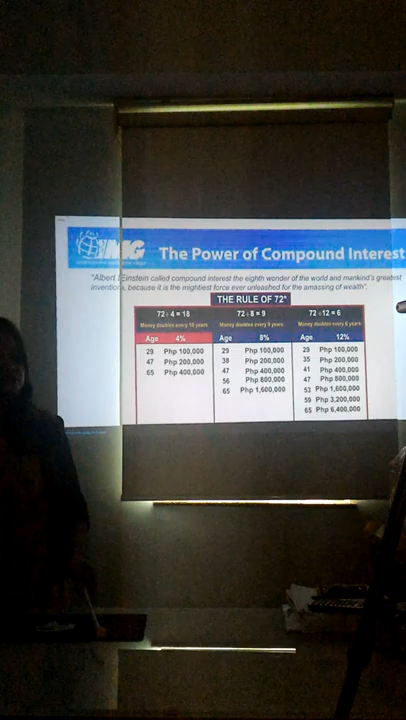 IMG
The Power of Compound Interest
"Albert Einstein called compound interest the eighth wonder of the world and mankind's greatest
invention, because it is the mightiest force ever unleashed for the amassing of wealth".
THE RULE OF 72*
72 ÷ 4 = 18 72 ÷ 8 = 9 72 ÷ 12 = 6
Money doubles every 18 years Money doubles every 9 years Money doubles every 6 years
Age 4% Age 8% Age 12%
29 Php 100,000 29 Php 100,000 29 Php 100,000
47 Php 200,000 38 Php 200,000 35 Php 200,000
65 Php 400,000 47 Php 400,000 41 Php 400,000
56 Php 800,000 47 Php 800,000
65 Php 1,600,000 53 Php 1,600,000
59 Php 3,200,000
65 Php 6,400,000